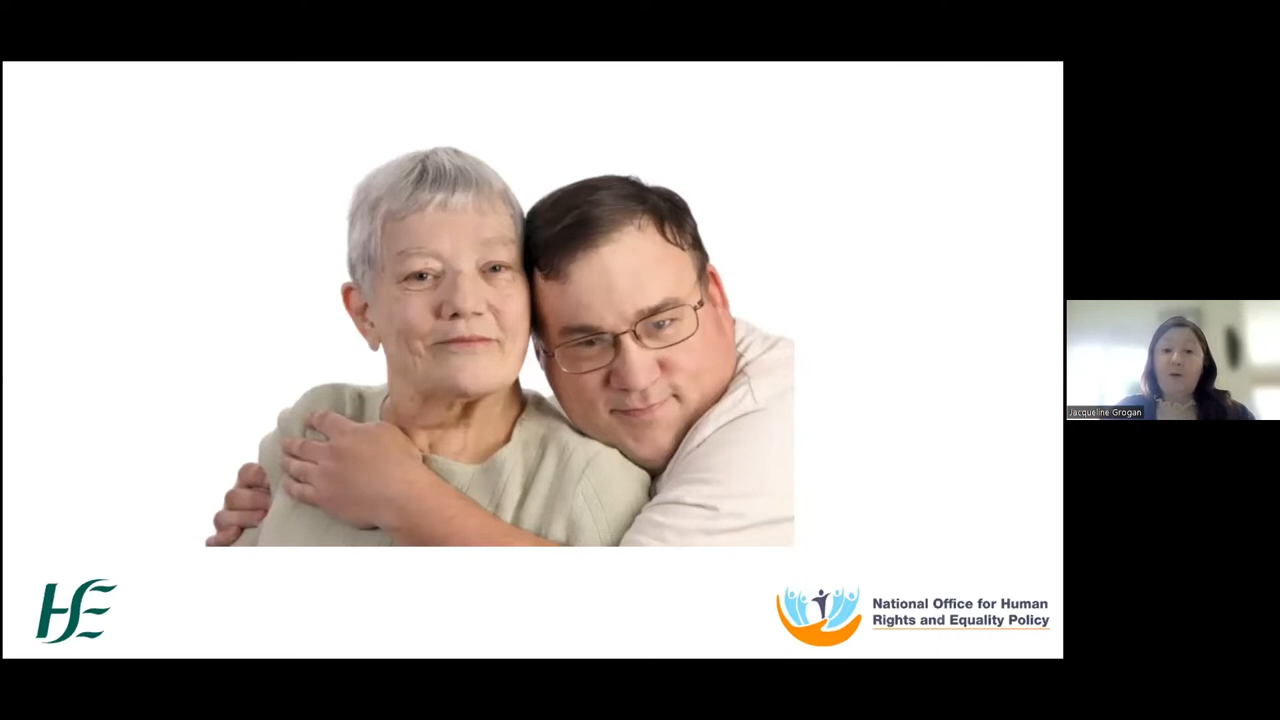 HSE
National Office for Human
Rights and Equality Policy
Jacqueline Grogan